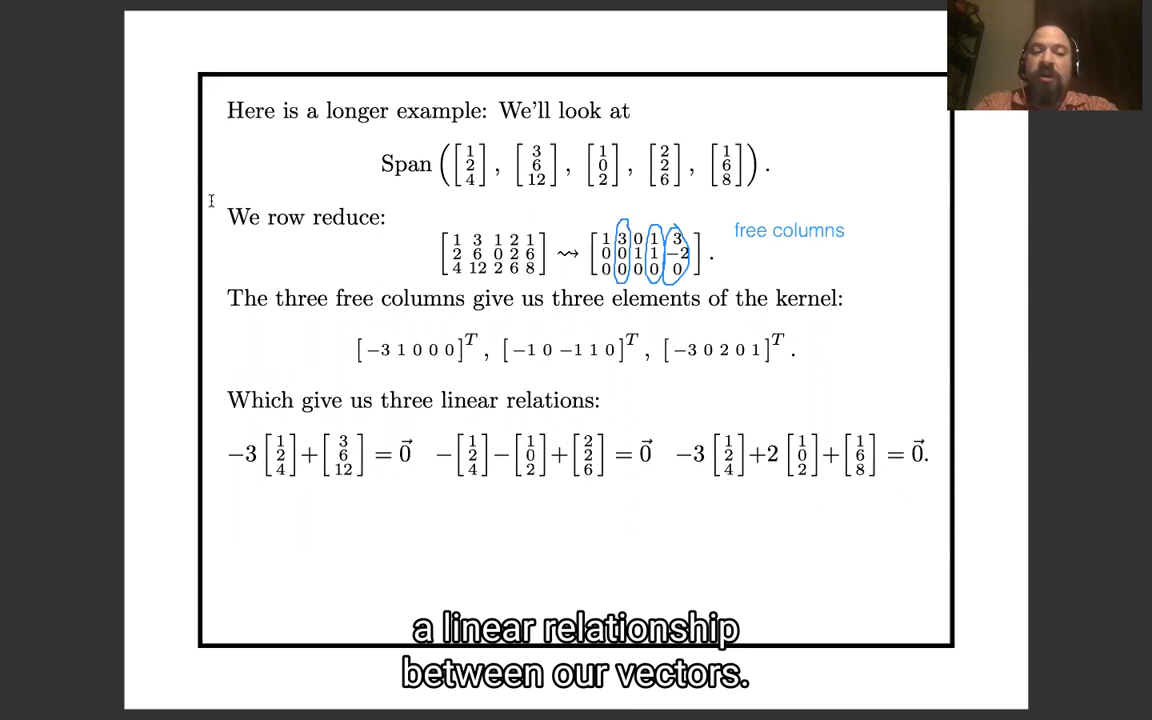 Here is a longer example: We'll look at
Span ([1 2 4], [3 6 12], [1 0 2], [2 2 6], [1 6 8]).
We row reduce:
[1 3 1 2 1
2 6 0 2 6
4 12 2 6 8] ⇝ [1 3 0 1 3
0 0 1 1 −2
0 0 0 0 0].
free columns
The three free columns give us three elements of the kernel:
[−3 1 0 0 0]^T, [−1 0 −1 1 0]^T, [−3 0 2 0 1]^T.
Which give us three linear relations:
−3 [1 2 4] + [3 6 12] = 0⃗ − [1 2 4] − [1 0 2] + [2 2 6] = 0⃗ −3 [1 2 4] +2 [1 0 2] + [1 6 8] = 0⃗.
a linear relationship
between our vectors.